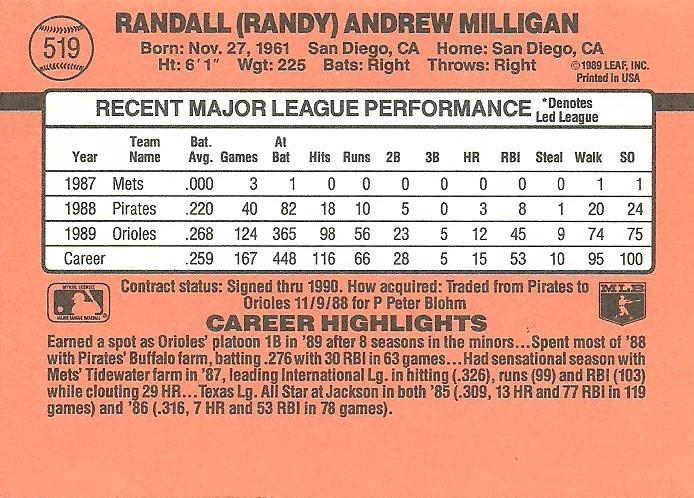 519
RANDALL (RANDY) ANDREW MILLIGAN
Born: Nov. 27, 1961 San Diego, CA Home: San Diego, CA
Ht: 6'1" Wgt: 225 Bats: Right Throws: Right
©1989 LEAF, INC.
Printed in USA
RECENT MAJOR LEAGUE PERFORMANCE *Denotes Led League
Year Team Name Bat. Avg. Games At Bat Hits Runs 2B 3B HR RBI Steal Walk SO
1987 Mets .000 3 1 0 0 0 0 0 0 0 1 1
1988 Pirates .220 40 82 18 10 5 0 3 8 1 20 24
1989 Orioles .268 124 365 98 56 23 5 12 45 9 74 75
Career .259 167 448 116 66 28 5 15 53 10 95 100
Contract status: Signed thru 1990. How acquired: Traded from Pirates to
Orioles 11/9/88 for P Peter Blohm
MLB
CAREER HIGHLIGHTS
Earned a spot as Orioles' platoon 1B in '89 after 8 seasons in the minors...Spent most of '88
with Pirates' Buffalo farm, batting .276 with 30 RBI in 63 games...Had sensational season with
Mets' Tidewater farm in '87, leading International Lg. in hitting (.326), runs (99) and RBI (103)
while clouting 29 HR...Texas Lg. All Star at Jackson in both '85 (.309, 13 HR and 77 RBI in 119
games) and '86 (.316, 7 HR and 53 RBI in 78 games).